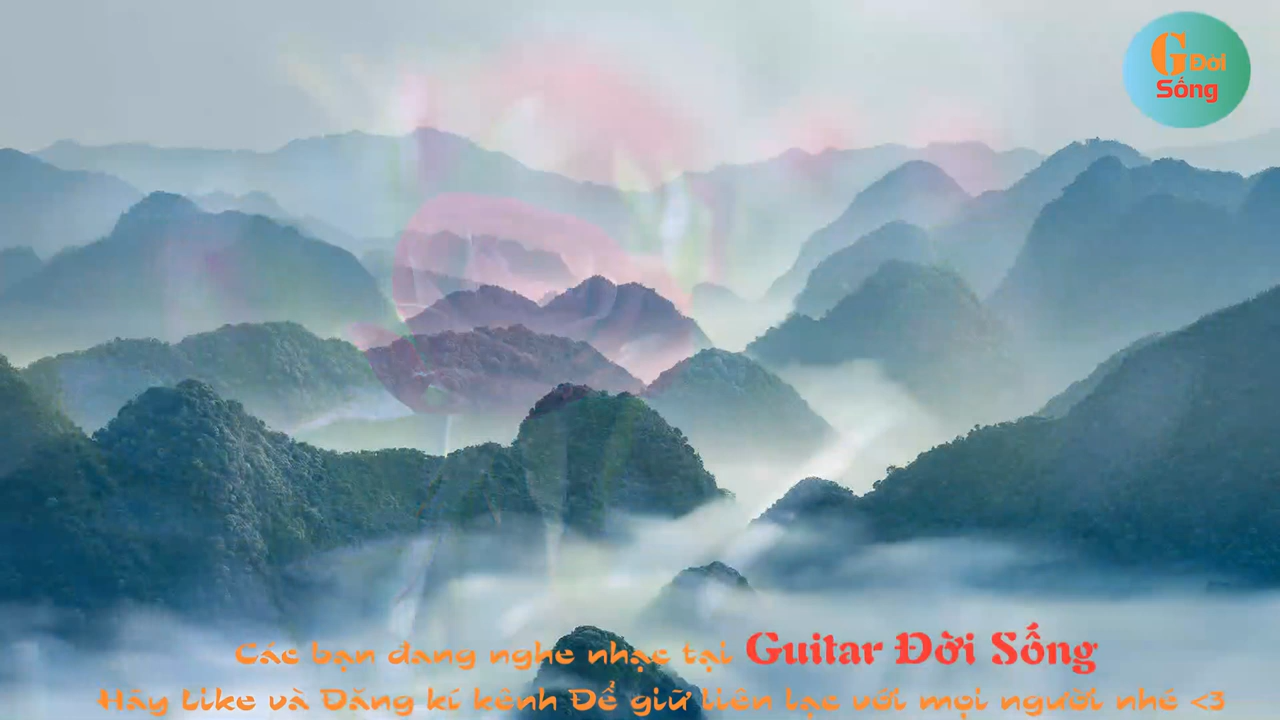 G Đời
Sống
Các bạn đang nghe nhạc tại Guitar Đời Sống
Hãy Like và Đăng kí kênh Để giữ liên lạc với mọi người nhé <3